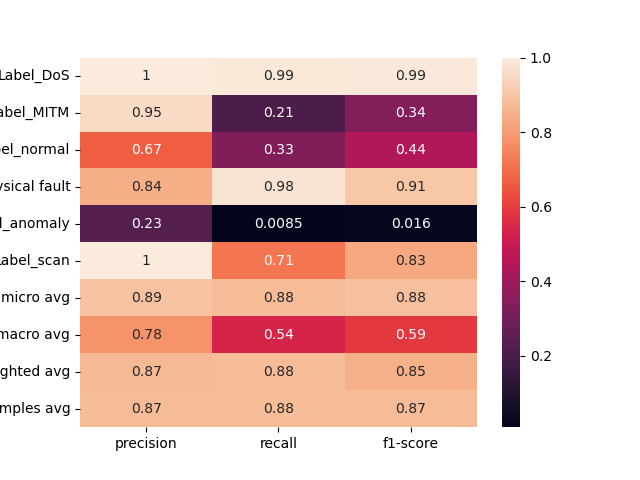 Label_DoS 1 0.99 0.99
abel_MITM 0.95 0.21 0.34
el_normal 0.67 0.33 0.44
ysical fault 0.84 0.98 0.91
l_anomaly 0.23 0.0085 0.016
Label_scan 1 0.71 0.83
micro avg 0.89 0.88 0.88
macro avg 0.78 0.54 0.59
ghted avg 0.87 0.88 0.85
mples avg 0.87 0.88 0.87
precision recall f1-score
1.0
0.8
0.6
0.4
0.2